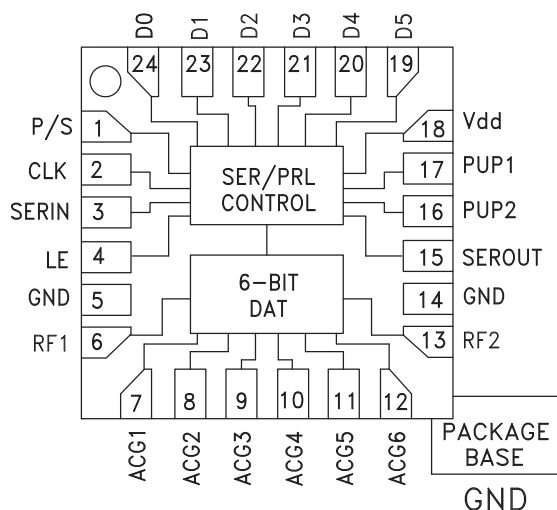 D0
D1
D2
D3
D4
D5
24
23
22
21
20
19
P/S
1
18
Vdd
CLK
2
17
PUP1
SERIN
3
16
PUP2
LE
4
15
SEROUT
GND
5
14
GND
RF1
6
13
RF2
SER/PRL
CONTROL
6-BIT
DAT
7
8
9
10
11
12
ACG1
ACG2
ACG3
ACG4
ACG5
ACG6
PACKAGE
BASE
GND